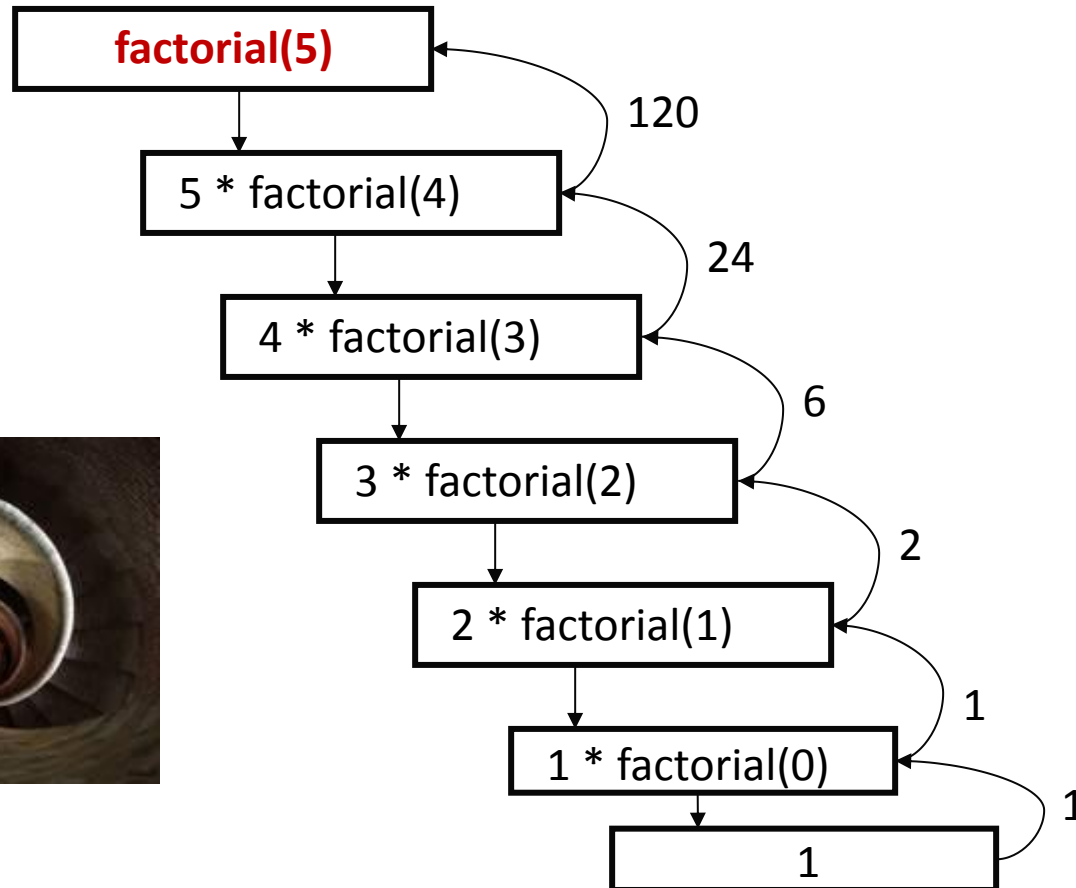 factorial(5)
120
5 * factorial(4)
24
4 * factorial(3)
6
3 * factorial(2)
2
2 * factorial(1)
1
1 * factorial(0)
1
1